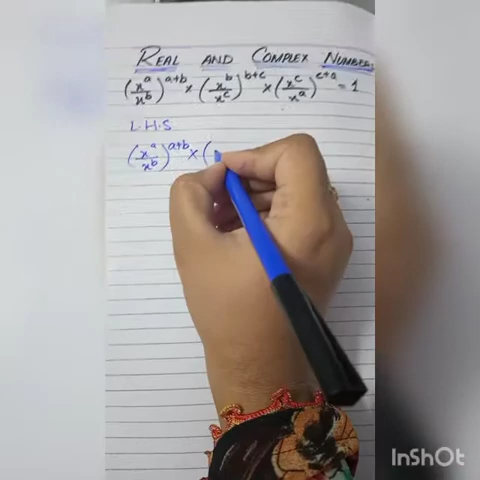 REAL AND COMPLEX NUMBERS
(x^a/x^b)^a+b × (x^b/x^c)^b+c × (x^c/x^a)^c+a = 1
L.H.S
(x^a/x^b)^a+b × (
InShOt